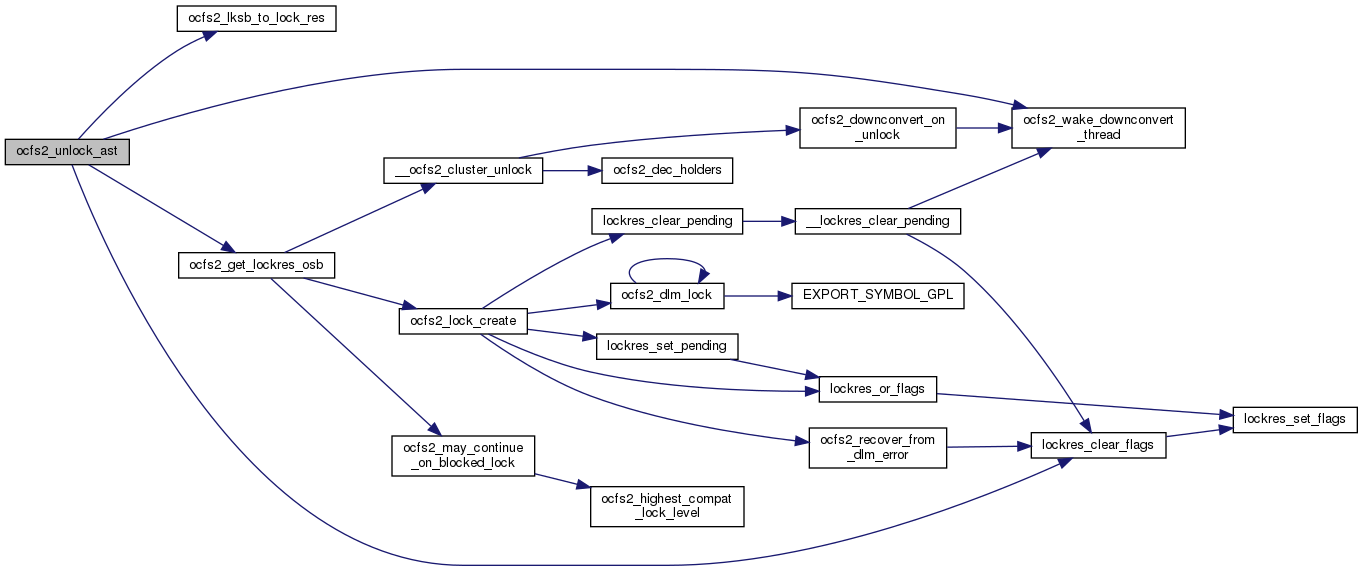 ocfs2_lksb_to_lock_res
ocfs2_downconvert_on
_unlock
ocfs2_wake_downconvert
_thread
ocfs2_unlock_ast
__ocfs2_cluster_unlock
ocfs2_dec_holders
lockres_clear_pending
__lockres_clear_pending
ocfs2_get_lockres_osb
ocfs2_dlm_lock
EXPORT_SYMBOL_GPL
ocfs2_lock_create
lockres_set_pending
lockres_or_flags
lockres_set_flags
ocfs2_may_continue
_on_blocked_lock
ocfs2_recover_from
_dlm_error
lockres_clear_flags
ocfs2_highest_compat
_lock_level